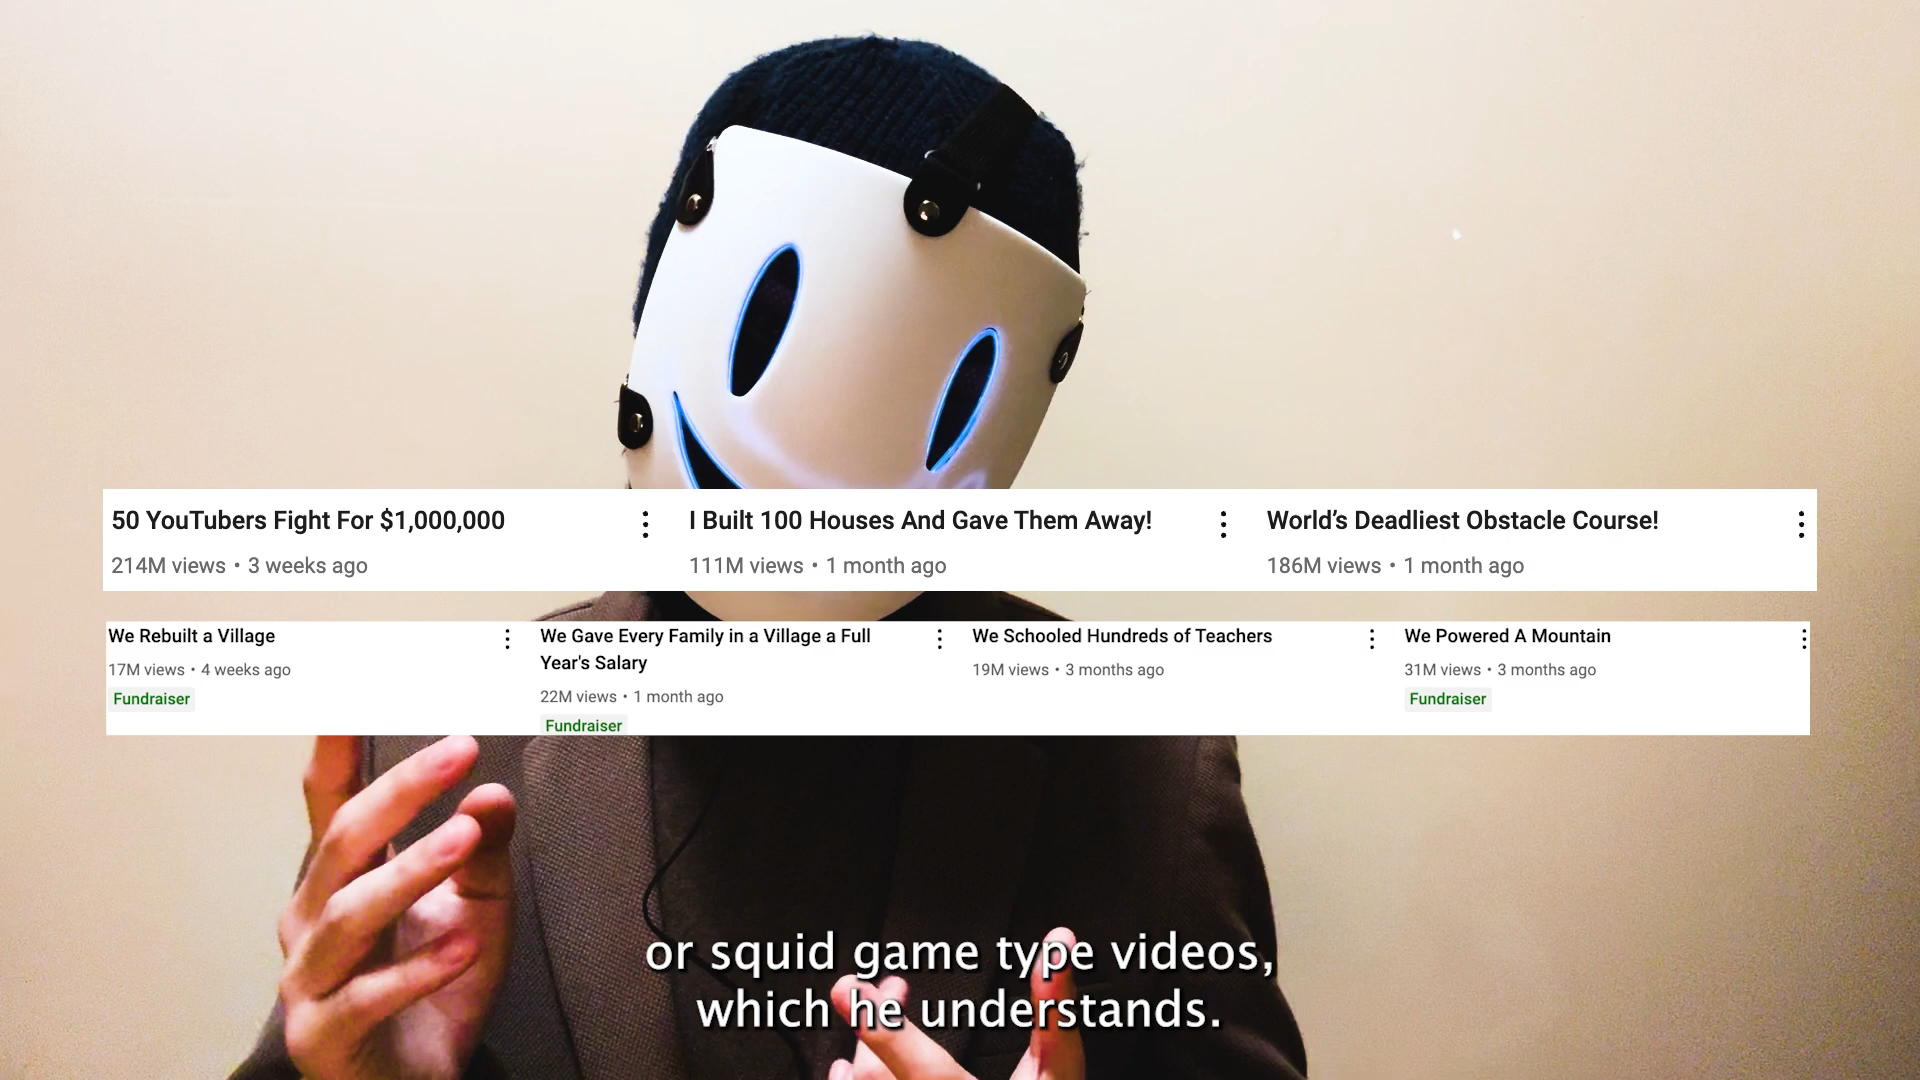 50 YouTubers Fight For $1,000,000
214M views • 3 weeks ago
I Built 100 Houses And Gave Them Away!
111M views • 1 month ago
World’s Deadliest Obstacle Course!
186M views • 1 month ago
We Rebuilt a Village
17M views • 4 weeks ago
Fundraiser
We Gave Every Family in a Village a Full
Year's Salary
22M views • 1 month ago
Fundraiser
We Schooled Hundreds of Teachers
19M views • 3 months ago
We Powered A Mountain
31M views • 3 months ago
Fundraiser
or squid game type videos,
which he understands.